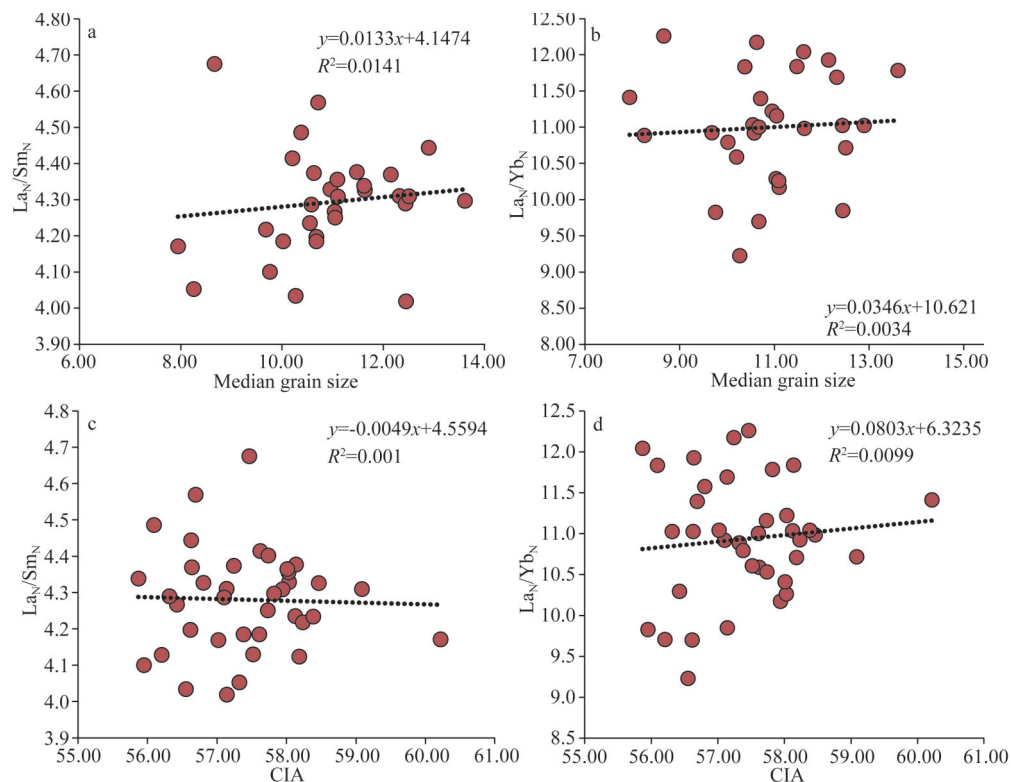 a
y=0.0133x+4.1474
R²=0.0141
La_N/Sm_N
4.80
4.70
4.60
4.50
4.40
4.30
4.20
4.10
4.00
3.90
6.00 8.00 10.00 12.00 14.00
Median grain size
b
La_N/Yb_N
12.50
12.00
11.50
11.00
10.50
10.00
9.50
9.00
8.50
8.00
y=0.0346x+10.621
R²=0.0034
7.00 9.00 11.00 13.00 15.00
Median grain size
c
y=-0.0049x+4.5594
R²=0.001
La_N/Sm_N
4.8
4.7
4.6
4.5
4.4
4.3
4.2
4.1
4.0
3.9
55.00 56.00 57.00 58.00 59.00 60.00 61.00
CIA
d
y=0.0803x+6.3235
R²=0.0099
La_N/Yb_N
12.5
12.0
11.5
11.0
10.5
10.0
9.5
9.0
8.5
55.00 56.00 57.00 58.00 59.00 60.00 61.00
CIA